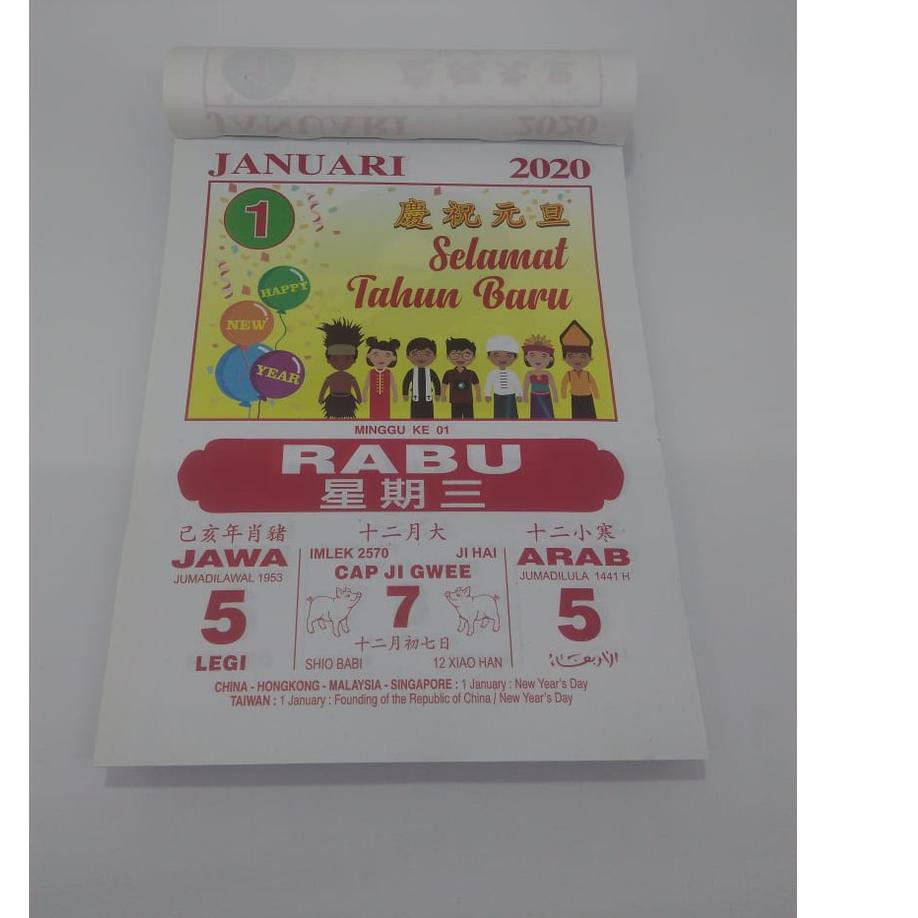 JANUARI 2020
1
慶祝元旦
Selamat
Tahun Baru
HAPPY
NEW
YEAR
MINGGU KE 01
RABU
星期三
己亥年肖豬 十二月大 十二小寒
JAWA IMLEK 2570 JI HAI ARAB
JUMADILAWAL 1953 CAP JI GWEE JUMADILULA 1441 H
5 7 5
十二月初七日
LEGI SHIO BABI 12 XIAO HAN الأربعاء
CHINA - HONGKONG - MALAYSIA - SINGAPORE : 1 January : New Year's Day
TAIWAN : 1 January : Founding of the Republic of China / New Year's Day